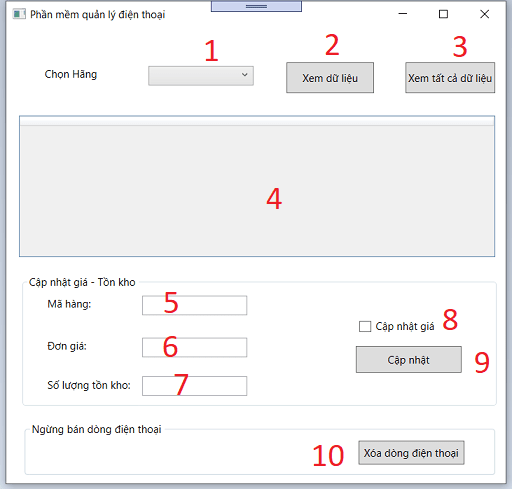 Phần mềm quản lý điện thoại
1 2 3
Chọn Hãng Xem dữ liệu Xem tất cả dữ liệu
4
Cập nhật giá - Tồn kho
Mã hàng: 5
Cập nhật giá 8
Đơn giá: 6
Cập nhật 9
Số lượng tồn kho: 7
Ngừng bán dòng điện thoại
10 Xóa dòng điện thoại